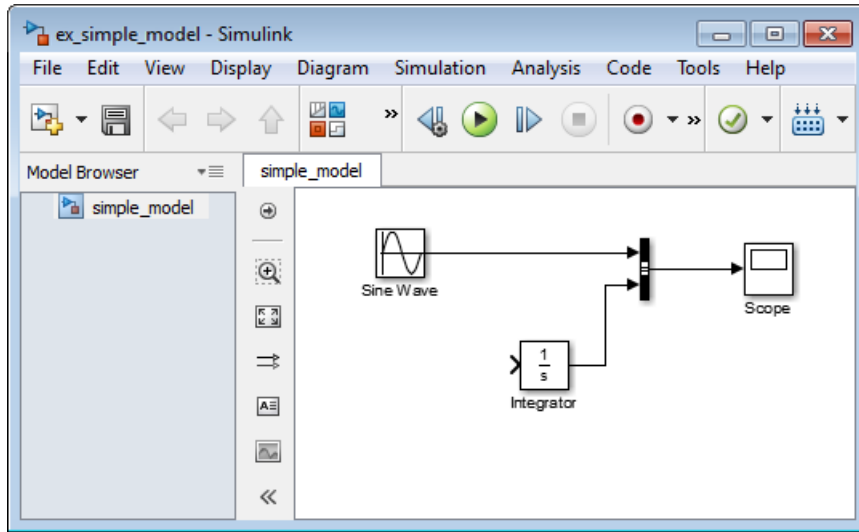 ex_simple_model - Simulink
File Edit View Display Diagram Simulation Analysis Code Tools Help
Model Browser
simple_model
simple_model
Sine Wave
Scope
1
s
Integrator